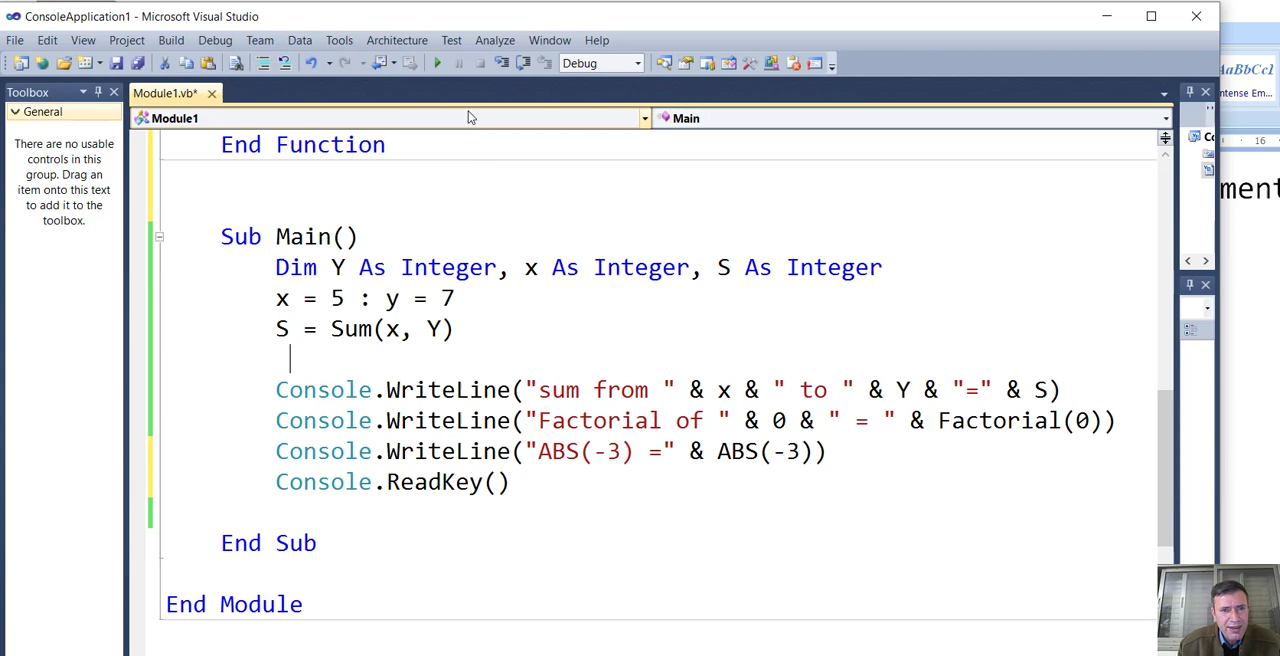 ConsoleApplication1 - Microsoft Visual Studio
File Edit View Project Build Debug Team Data Tools Architecture Test Analyze Window Help
Debug
AaBbCcl
Toolbox
Module1.vb*
ntense Em...
General
Module1
Main
There are no usable
controls in this
group. Drag an
item onto this text
to add it to the
toolbox.
16
End Function
ment
Sub Main()
Dim Y As Integer, x As Integer, S As Integer
x = 5 : y = 7
S = Sum(x, Y)
Console.WriteLine("sum from " & x & " to " & Y & "=" & S)
Console.WriteLine("Factorial of " & 0 & " = " & Factorial(0))
Console.WriteLine("ABS(-3) =" & ABS(-3))
Console.ReadKey()
End Sub
End Module